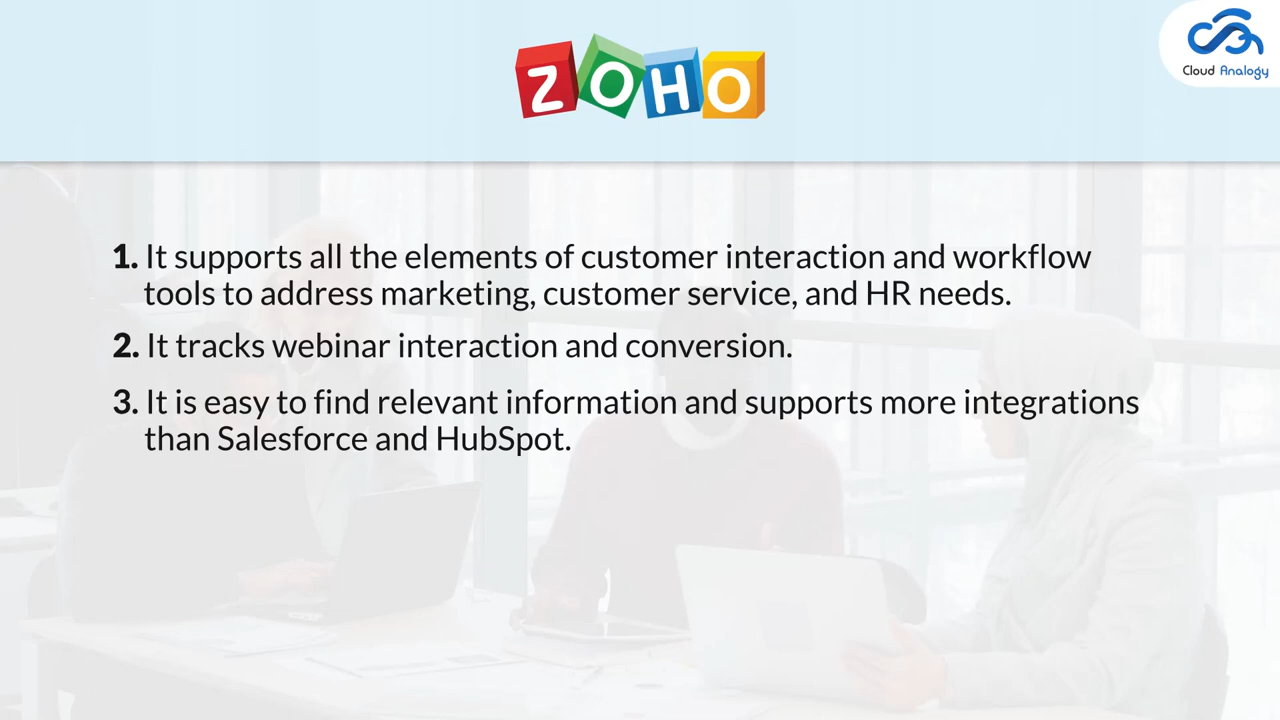 ZOHO
Cloud Analogy
1. It supports all the elements of customer interaction and workflow
tools to address marketing, customer service, and HR needs.
2. It tracks webinar interaction and conversion.
3. It is easy to find relevant information and supports more integrations
than Salesforce and HubSpot.